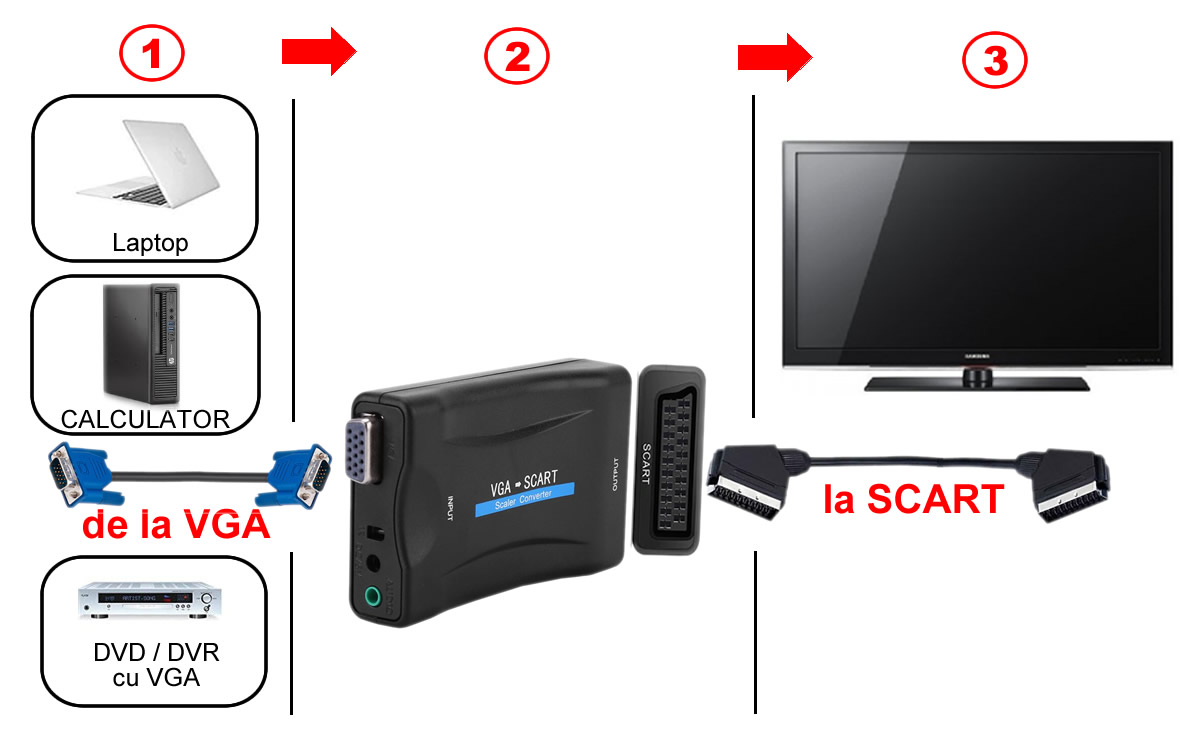 1
2
3
Laptop
CALCULATOR
de la VGA
DVD / DVR
cu VGA
INPUT
VGA ➡ SCART
Scaler Converter
OUTPUT
SCART
SAMSUNG
la SCART